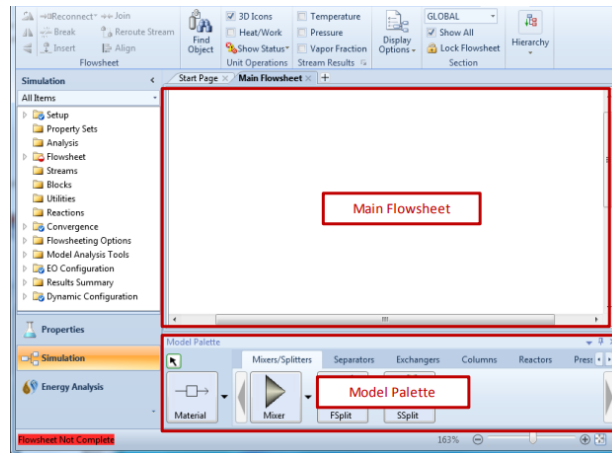 Reconnect Join
Break Reroute Stream
Insert Align
Flowsheet
Find
Object
3D Icons
Heat/Work
Show Status
Unit Operations
Temperature
Pressure
Vapor Fraction
Stream Results
Display
Options
GLOBAL
Show All
Lock Flowsheet
Section
Hierarchy
Simulation
Start Page
Main Flowsheet
All Items
Setup
Property Sets
Analysis
Flowsheet
Streams
Blocks
Utilities
Reactions
Convergence
Flowsheeting Options
Model Analysis Tools
EO Configuration
Results Summary
Dynamic Configuration
Main Flowsheet
Properties
Simulation
Energy Analysis
Model Palette
Mixers/Splitters Separators Exchangers Columns Reactors
Model Palette
Material Mixer FSplit SSplit
Flowsheet Not Complete
163%